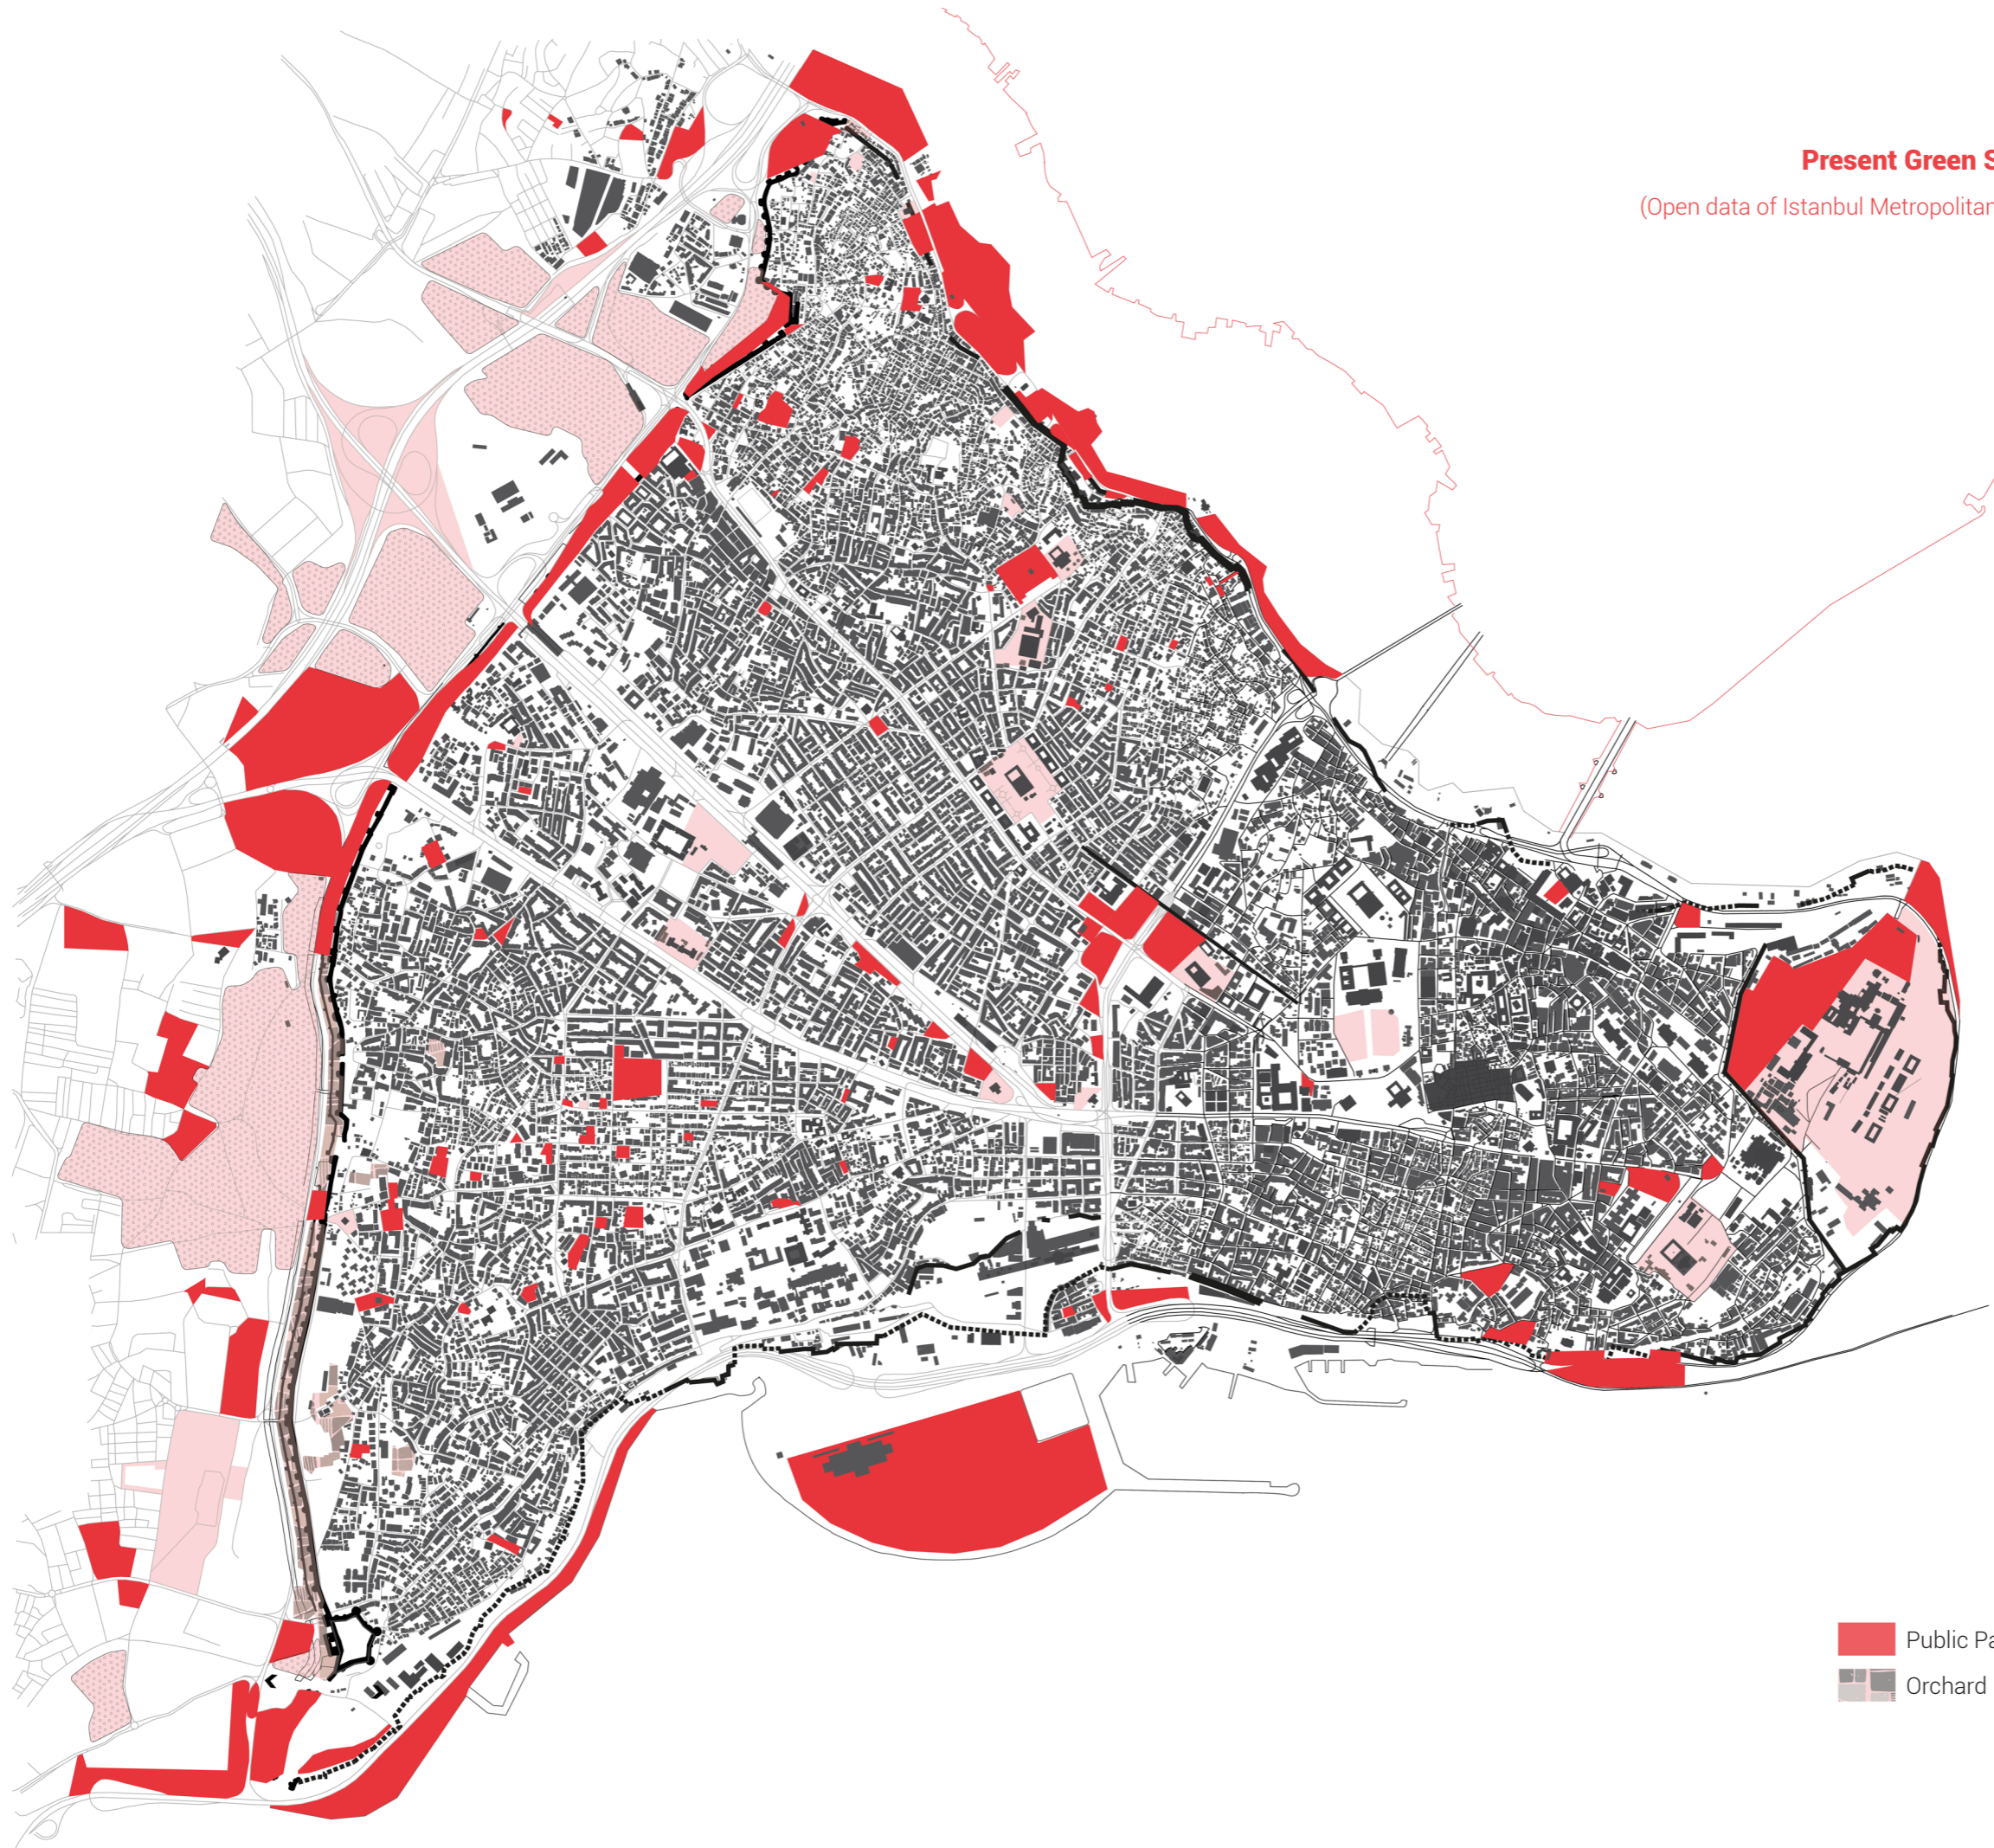 Present Green S
(Open data of Istanbul Metropolitan
Public Pa
Orchard